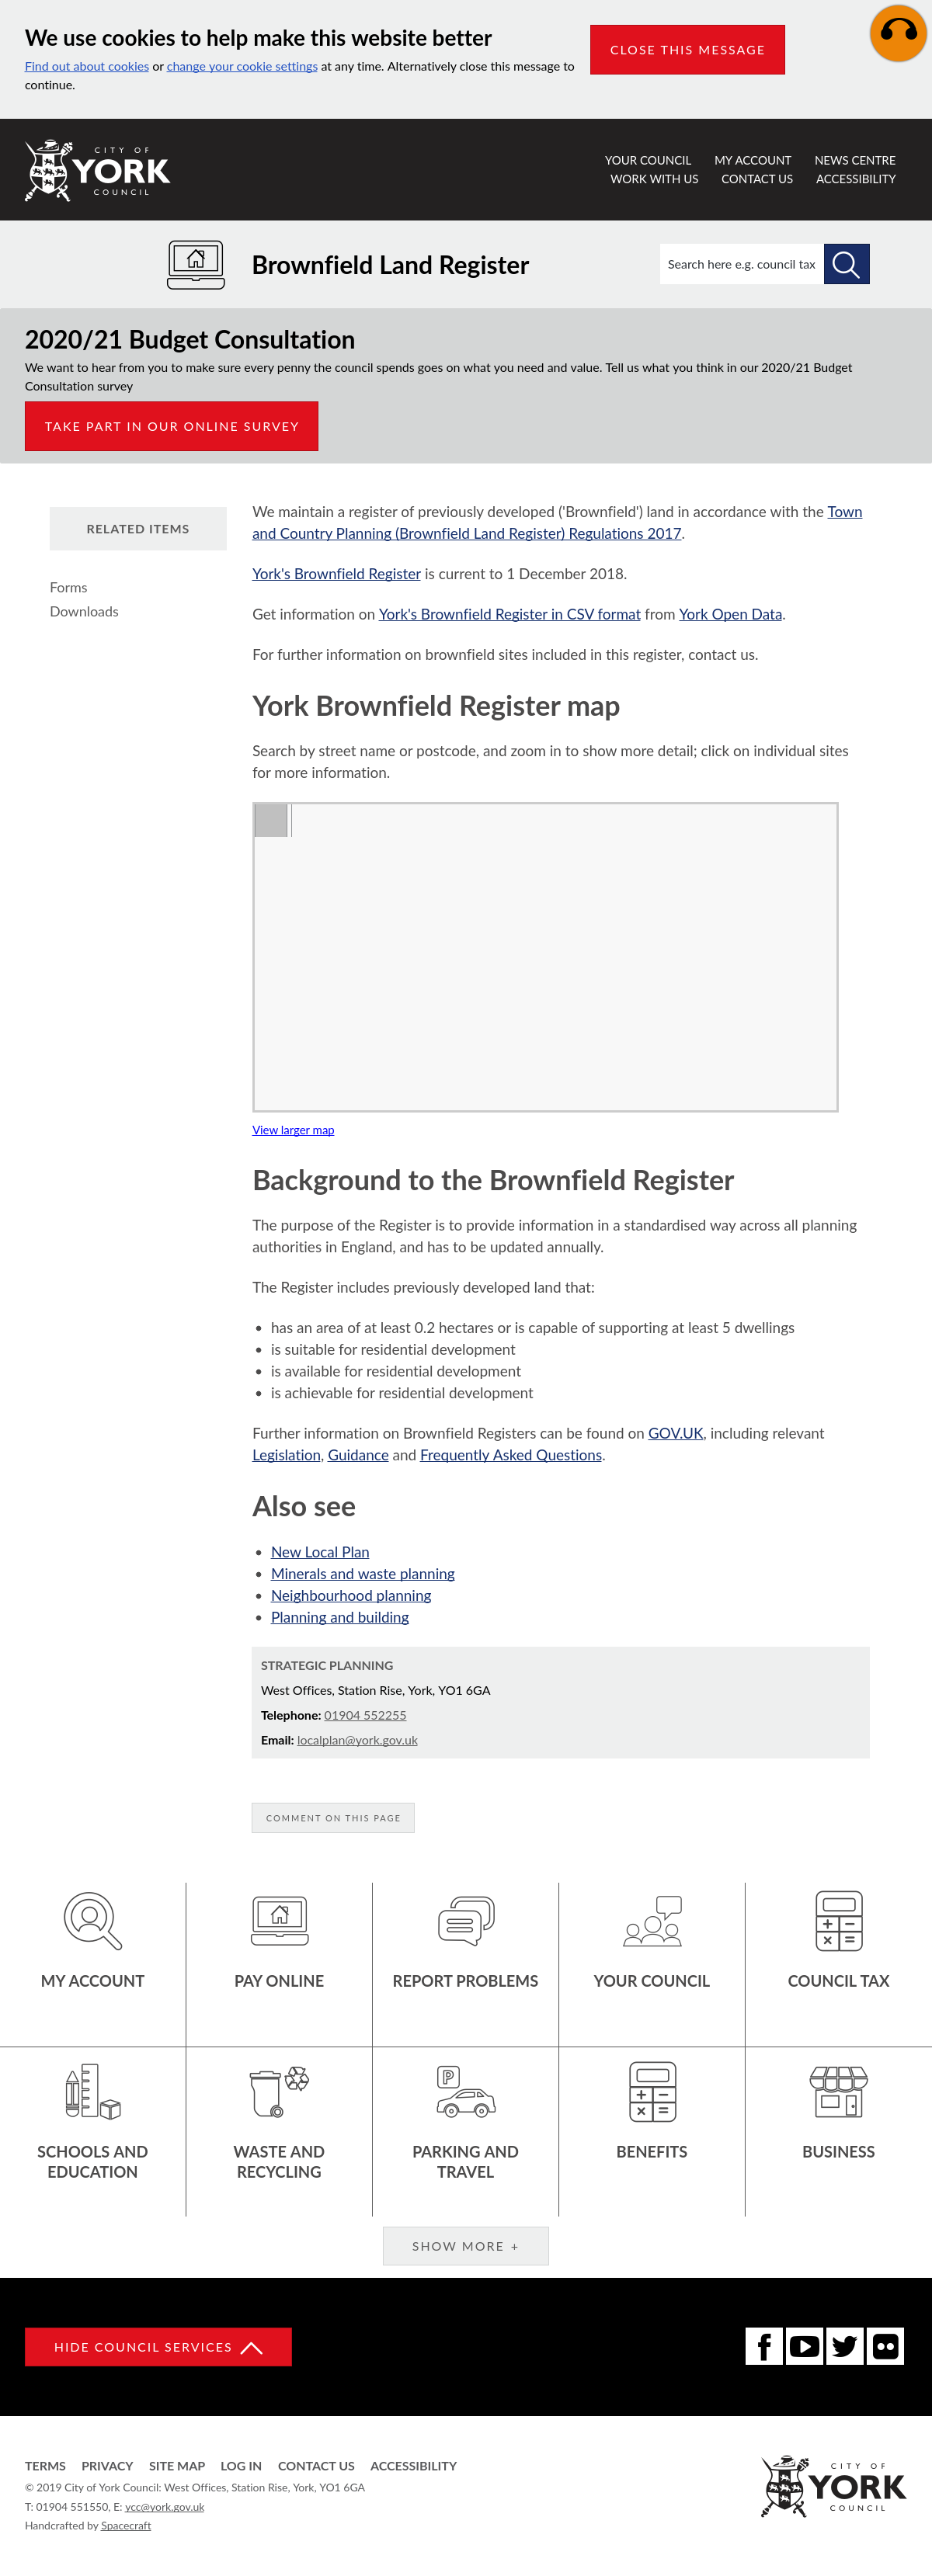 We use cookies to help make this website better
Find out about cookies or change your cookie settings at any time. Alternatively close this message to
continue.
CLOSE THIS MESSAGE
CITY OF
YORK
COUNCIL
YOUR COUNCIL MY ACCOUNT NEWS CENTRE
WORK WITH US CONTACT US ACCESSIBILITY
Brownfield Land Register
Search here e.g. council tax
2020/21 Budget Consultation
We want to hear from you to make sure every penny the council spends goes on what you need and value. Tell us what you think in our 2020/21 Budget
Consultation survey
TAKE PART IN OUR ONLINE SURVEY
RELATED ITEMS
Forms
Downloads
We maintain a register of previously developed ('Brownfield') land in accordance with the Town
and Country Planning (Brownfield Land Register) Regulations 2017.
York's Brownfield Register is current to 1 December 2018.
Get information on York's Brownfield Register in CSV format from York Open Data.
For further information on brownfield sites included in this register, contact us.
York Brownfield Register map
Search by street name or postcode, and zoom in to show more detail; click on individual sites
for more information.
View larger map
Background to the Brownfield Register
The purpose of the Register is to provide information in a standardised way across all planning
authorities in England, and has to be updated annually.
The Register includes previously developed land that:
• has an area of at least 0.2 hectares or is capable of supporting at least 5 dwellings
• is suitable for residential development
• is available for residential development
• is achievable for residential development
Further information on Brownfield Registers can be found on GOV.UK, including relevant
Legislation, Guidance and Frequently Asked Questions.
Also see
• New Local Plan
• Minerals and waste planning
• Neighbourhood planning
• Planning and building
STRATEGIC PLANNING
West Offices, Station Rise, York, YO1 6GA
Telephone: 01904 552255
Email: localplan@york.gov.uk
COMMENT ON THIS PAGE
MY ACCOUNT
PAY ONLINE
REPORT PROBLEMS
YOUR COUNCIL
COUNCIL TAX
P
SCHOOLS AND
EDUCATION
WASTE AND
RECYCLING
PARKING AND
TRAVEL
BENEFITS
BUSINESS
SHOW MORE +
HIDE COUNCIL SERVICES
TERMS PRIVACY SITE MAP LOG IN CONTACT US ACCESSIBILITY
© 2019 City of York Council: West Offices, Station Rise, York, YO1 6GA
T: 01904 551550, E: ycc@york.gov.uk
Handcrafted by Spacecraft
CITY OF
YORK
COUNCIL